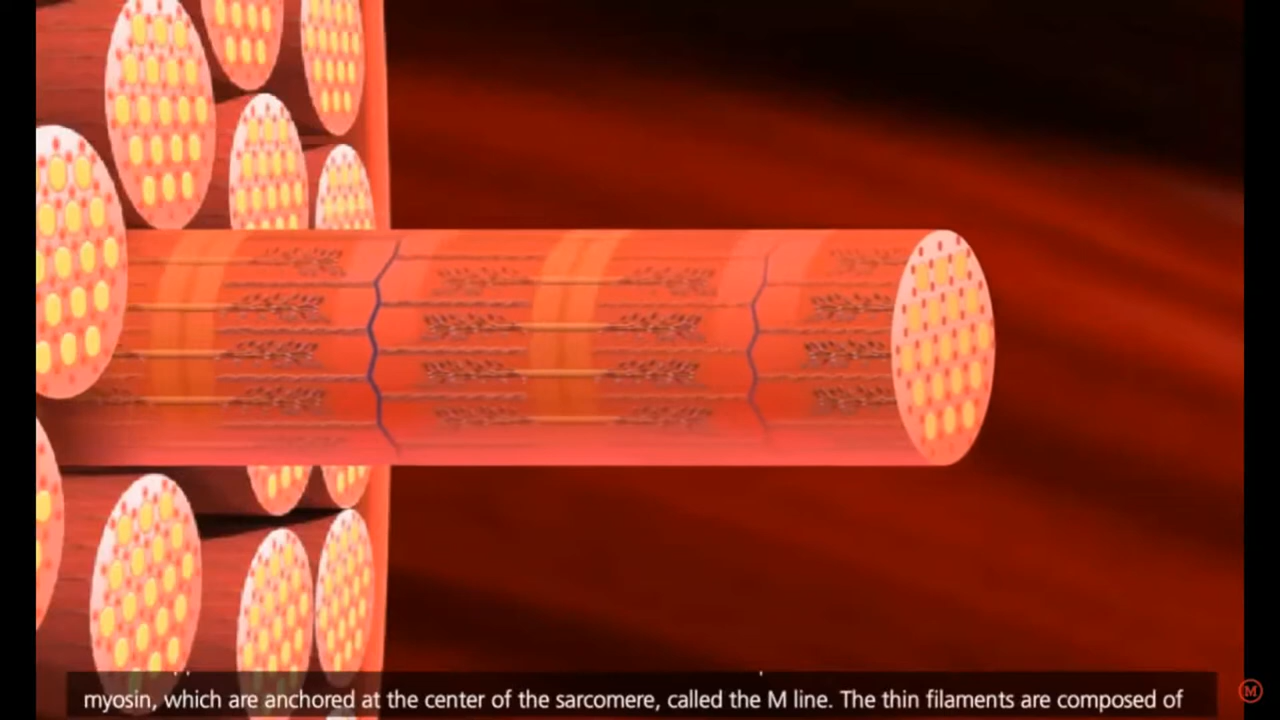 myosin, which are anchored at the center of the sarcomere, called the M line. The thin filaments are composed of
M